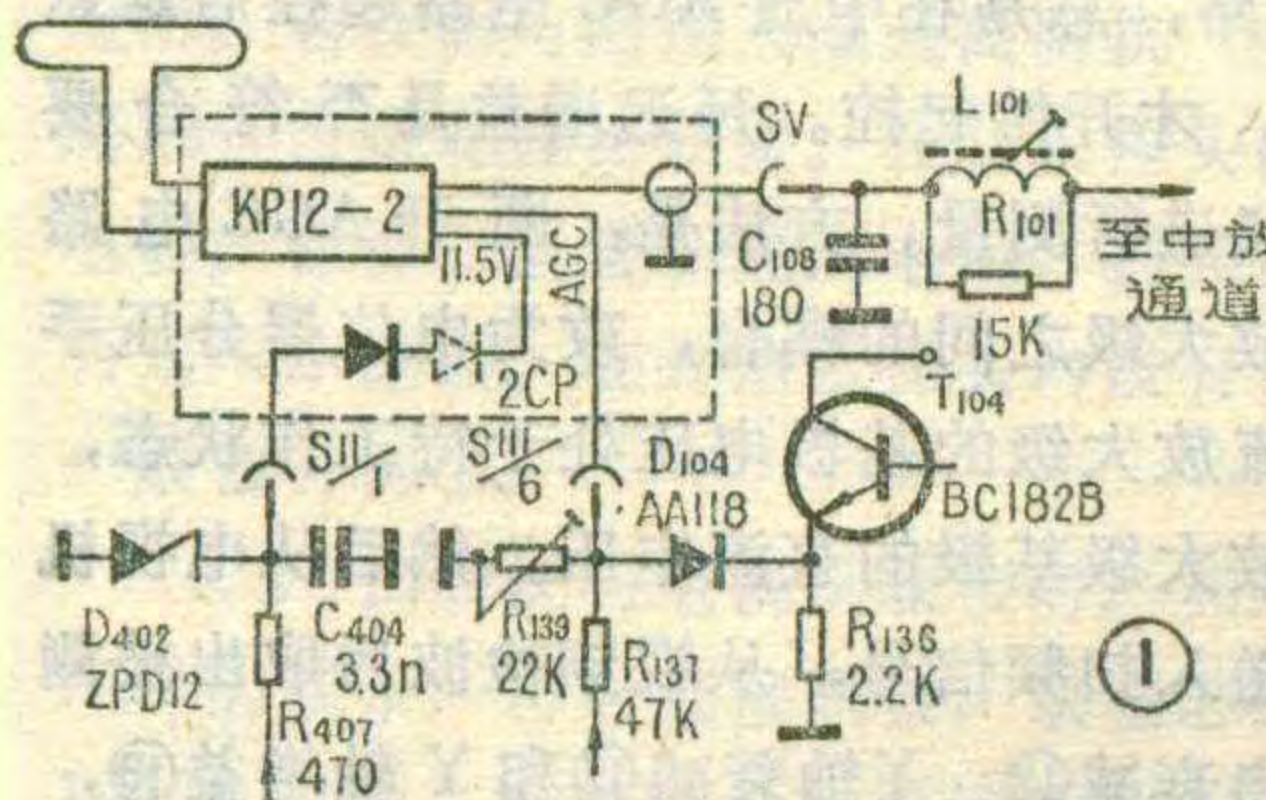 L101
SV
KP12-2
R101
至中放
通道
11.5V
AGC
C108
180
15K
2CP
T104
SII/1
SIII/6
D104
AA118
BC182B
D402
ZPD12
C404
3.3n
R139
22K
R137
47K
R136
2.2K
R407
470
1